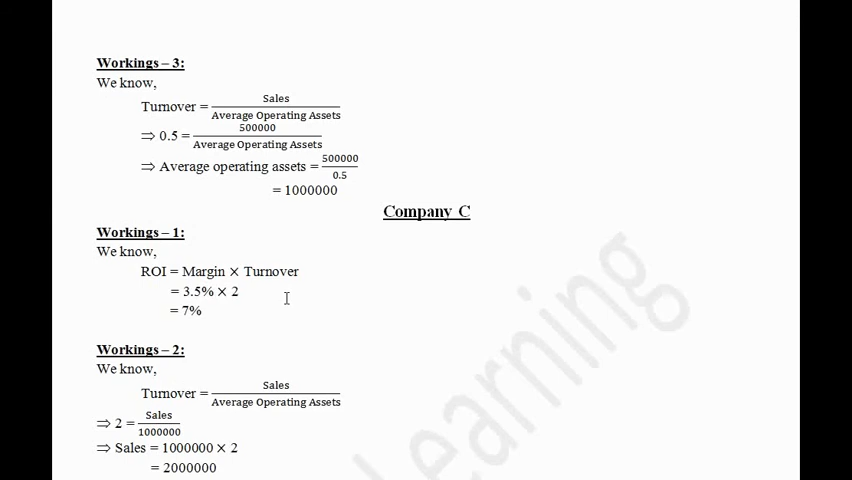 Workings – 3:
We know,
Turnover = Sales / Average Operating Assets
⇒ 0.5 = 500000 / Average Operating Assets
⇒ Average operating assets = 500000 / 0.5
= 1000000
Company C
Workings – 1:
We know,
ROI = Margin × Turnover
= 3.5% × 2
= 7%
Workings – 2:
We know,
Turnover = Sales / Average Operating Assets
⇒ 2 = Sales / 1000000
⇒ Sales = 1000000 × 2
= 2000000
earning